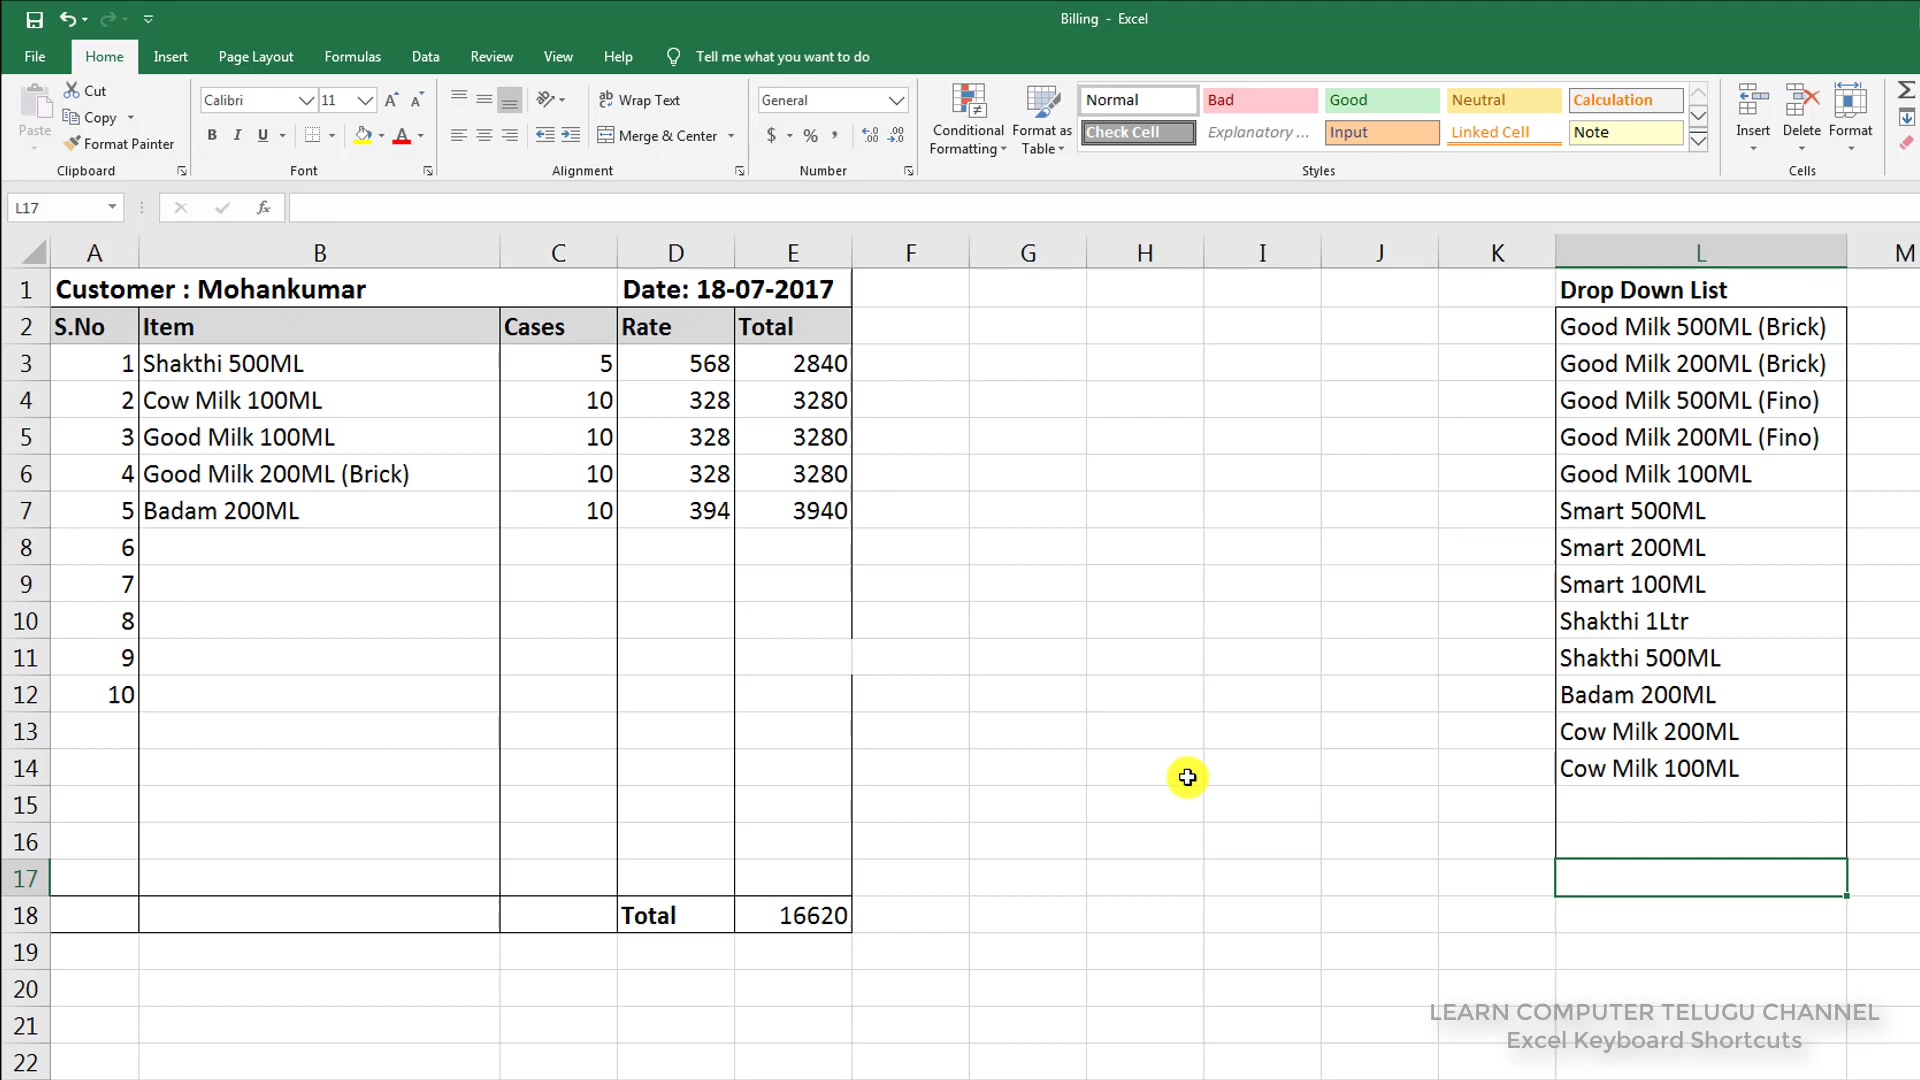 Billing - Excel
File Home Insert Page Layout Formulas Data Review View Help Tell me what you want to do
Paste Cut Copy Format Painter Clipboard
Calibri 11 A A B I U A Font
ab Wrap Text Merge & Center Alignment
General $ % , .0 .00 .00 .0 Number
Conditional Formatting Format as Table
Normal Bad Good Neutral Calculation
Check Cell Explanatory ... Input Linked Cell Note
Styles
Insert Delete Format Cells
L17 fx
A B C D E F G H I J K L M
1 Customer : Mohankumar Date: 18-07-2017 Drop Down List
2 S.No Item Cases Rate Total Good Milk 500ML (Brick)
3 1 Shakthi 500ML 5 568 2840 Good Milk 200ML (Brick)
4 2 Cow Milk 100ML 10 328 3280 Good Milk 500ML (Fino)
5 3 Good Milk 100ML 10 328 3280 Good Milk 200ML (Fino)
6 4 Good Milk 200ML (Brick) 10 328 3280 Good Milk 100ML
7 5 Badam 200ML 10 394 3940 Smart 500ML
8 6 Smart 200ML
9 7 Smart 100ML
10 8 Shakthi 1Ltr
11 9 Shakthi 500ML
12 10 Badam 200ML
13 Cow Milk 200ML
14 Cow Milk 100ML
15
16
17
18 Total 16620
19
20
21
22
LEARN COMPUTER TELUGU CHANNEL
Excel Keyboard Shortcuts